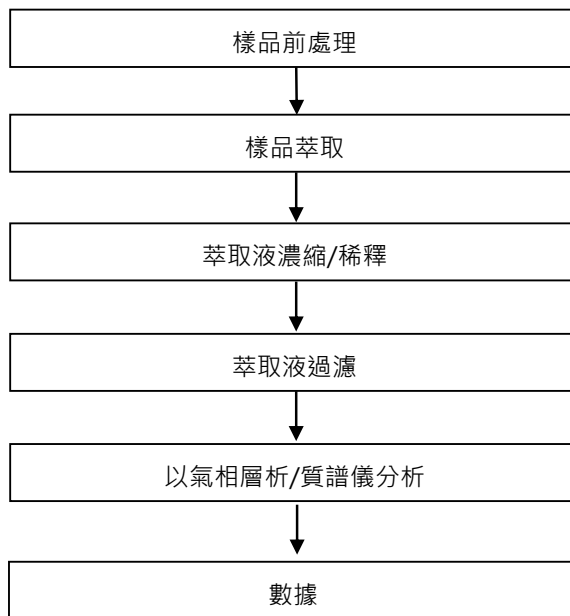 樣品前處理
樣品萃取
萃取液濃縮/稀釋
萃取液過濾
以氣相層析/質譜儀分析
數據